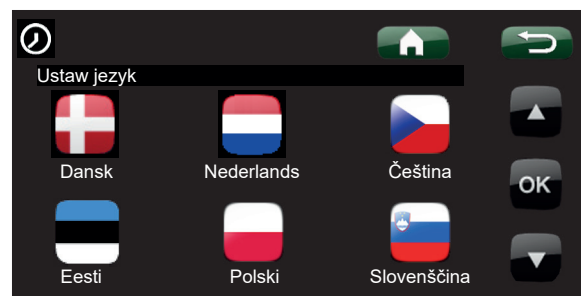 Ustaw jezyk
Dansk Nederlands Čeština
OK
Eesti Polski Slovenščina